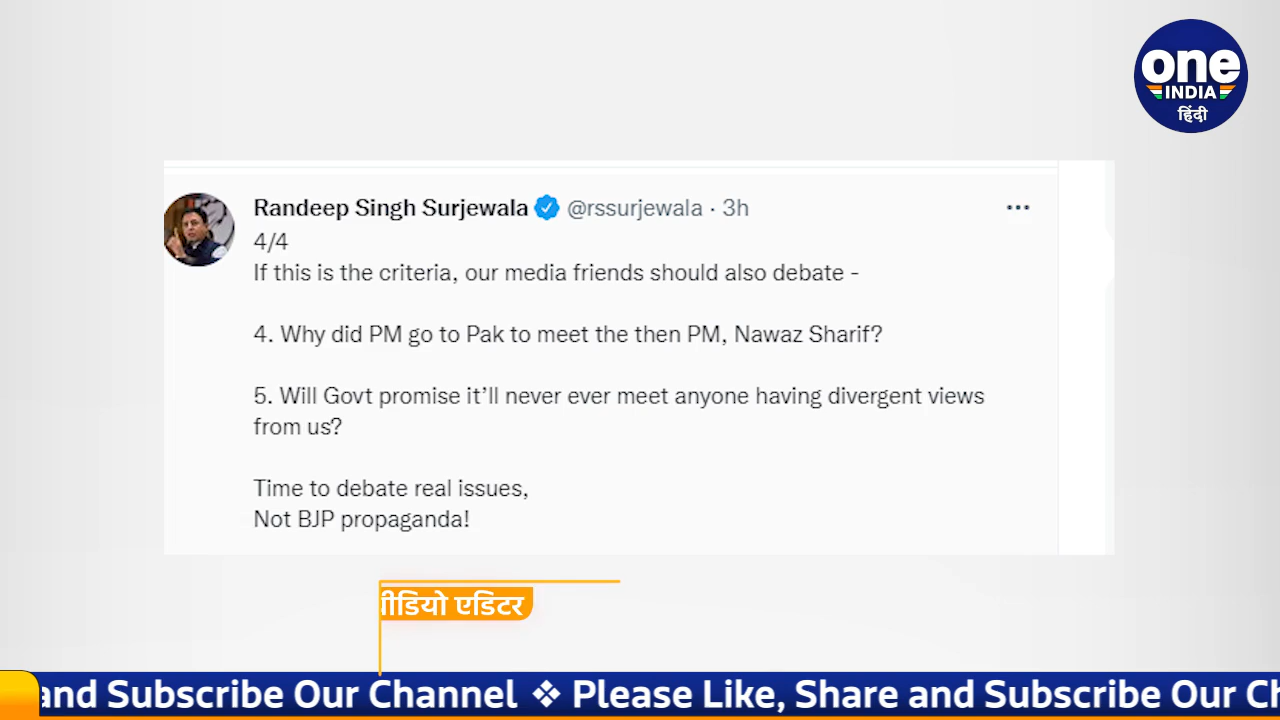 one
INDIA
हिंदी
Randeep Singh Surjewala @rssurjewala · 3h
4/4
If this is the criteria, our media friends should also debate -
4. Why did PM go to Pak to meet the then PM, Nawaz Sharif?
5. Will Govt promise it’ll never ever meet anyone having divergent views
from us?
Time to debate real issues,
Not BJP propaganda!
एडिटर
and Subscribe Our Channel ❖ Please Like, Share and Subscribe Our